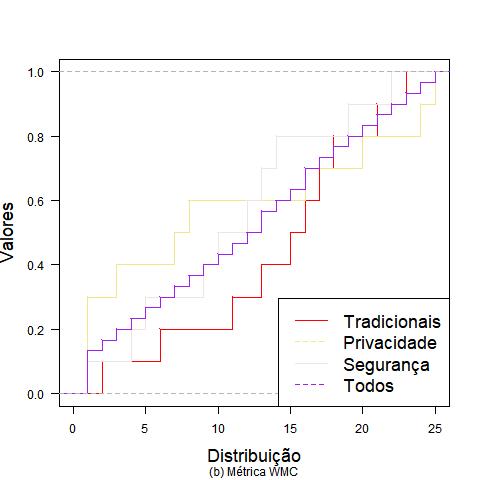 1.0
0.8
0.6
0.4
0.2
0.0
Valores
Tradicionais
Privacidade
Segurança
Todos
0 5 10 15 20 25
Distribuição
(b) Métrica WMC